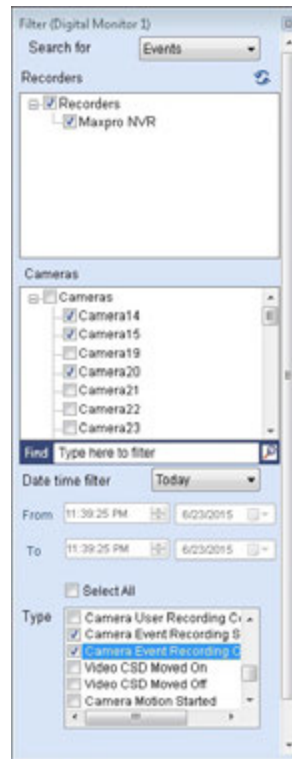 Filter (Digital Monitor 1)
Search for Events
Recorders
Recorders
Maxpro NVR
Cameras
Cameras
Camera14
Camera15
Camera19
Camera20
Camera21
Camera22
Camera23
Find Type here to filter
Date time filter Today
From 11:39:25 PM 6/23/2015
To 11:39:25 PM 6/23/2015
Select All
Type
Camera User Recording C
Camera Event Recording S
Camera Event Recording C
Video CSD Moved On
Video CSD Moved Off
Camera Motion Started